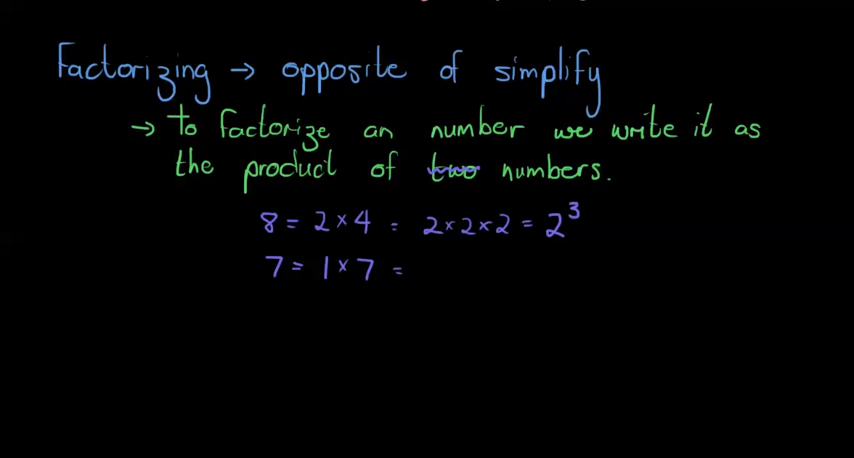 Factorizing → opposite of simplify
→ to factorize an number we write it as
the product of two numbers.
8 = 2 × 4 = 2 × 2 × 2 = 2³
7 = 1 × 7 =